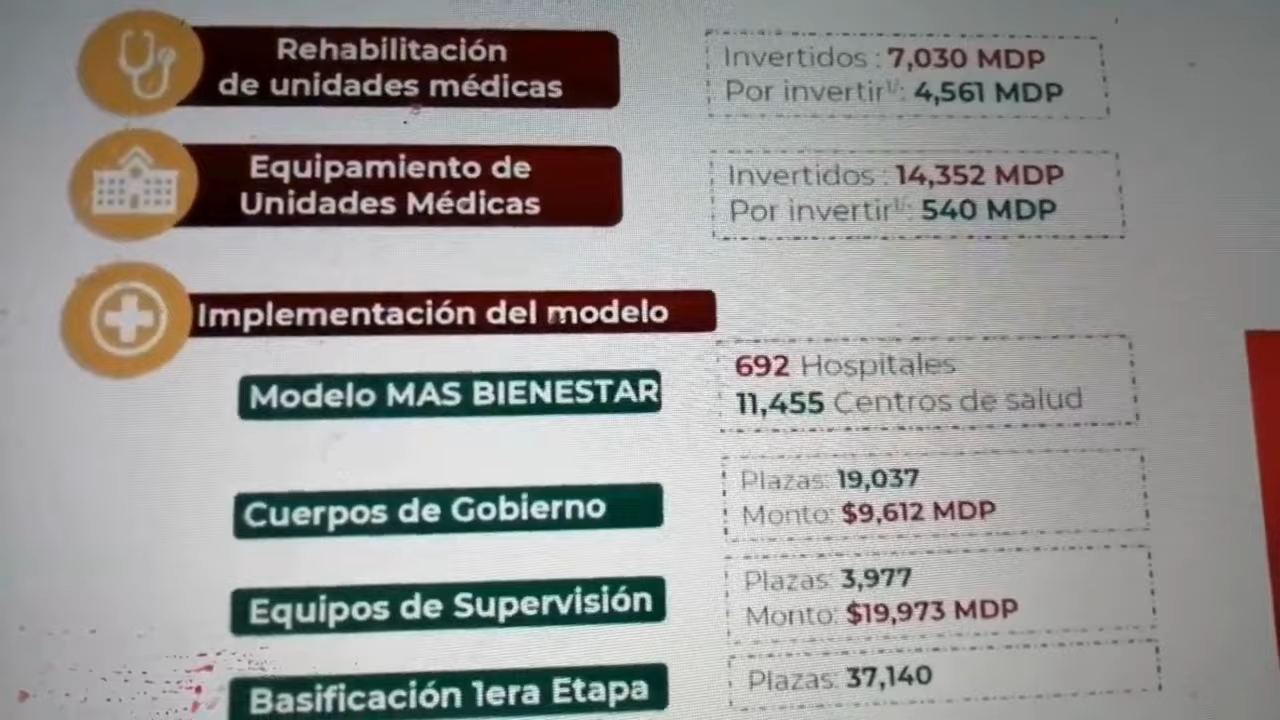 Rehabilitación
de unidades médicas
Invertidos : 7,030 MDP
Por invertir¹/: 4,561 MDP
Equipamiento de
Unidades Médicas
Invertidos : 14,352 MDP
Por invertir¹/: 540 MDP
Implementación del modelo
Modelo MAS BIENESTAR
692 Hospitales
11,455 Centros de salud
Cuerpos de Gobierno
Plazas: 19,037
Monto: $9,612 MDP
Equipos de Supervisión
Plazas: 3,977
Monto: $19,973 MDP
Basificación 1era Etapa
Plazas: 37,140